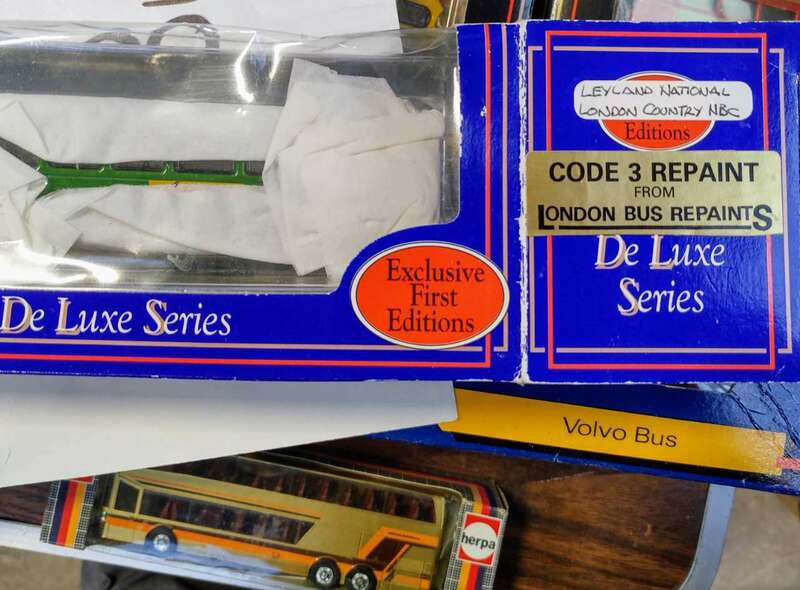 LEYLAND NATIONAL
LONDON COUNTRY NBC
Editions
CODE 3 REPAINT
FROM
LONDON BUS REPAINTS
De Luxe
Series
Exclusive
First
Editions
De Luxe Series
Volvo Bus
herpa